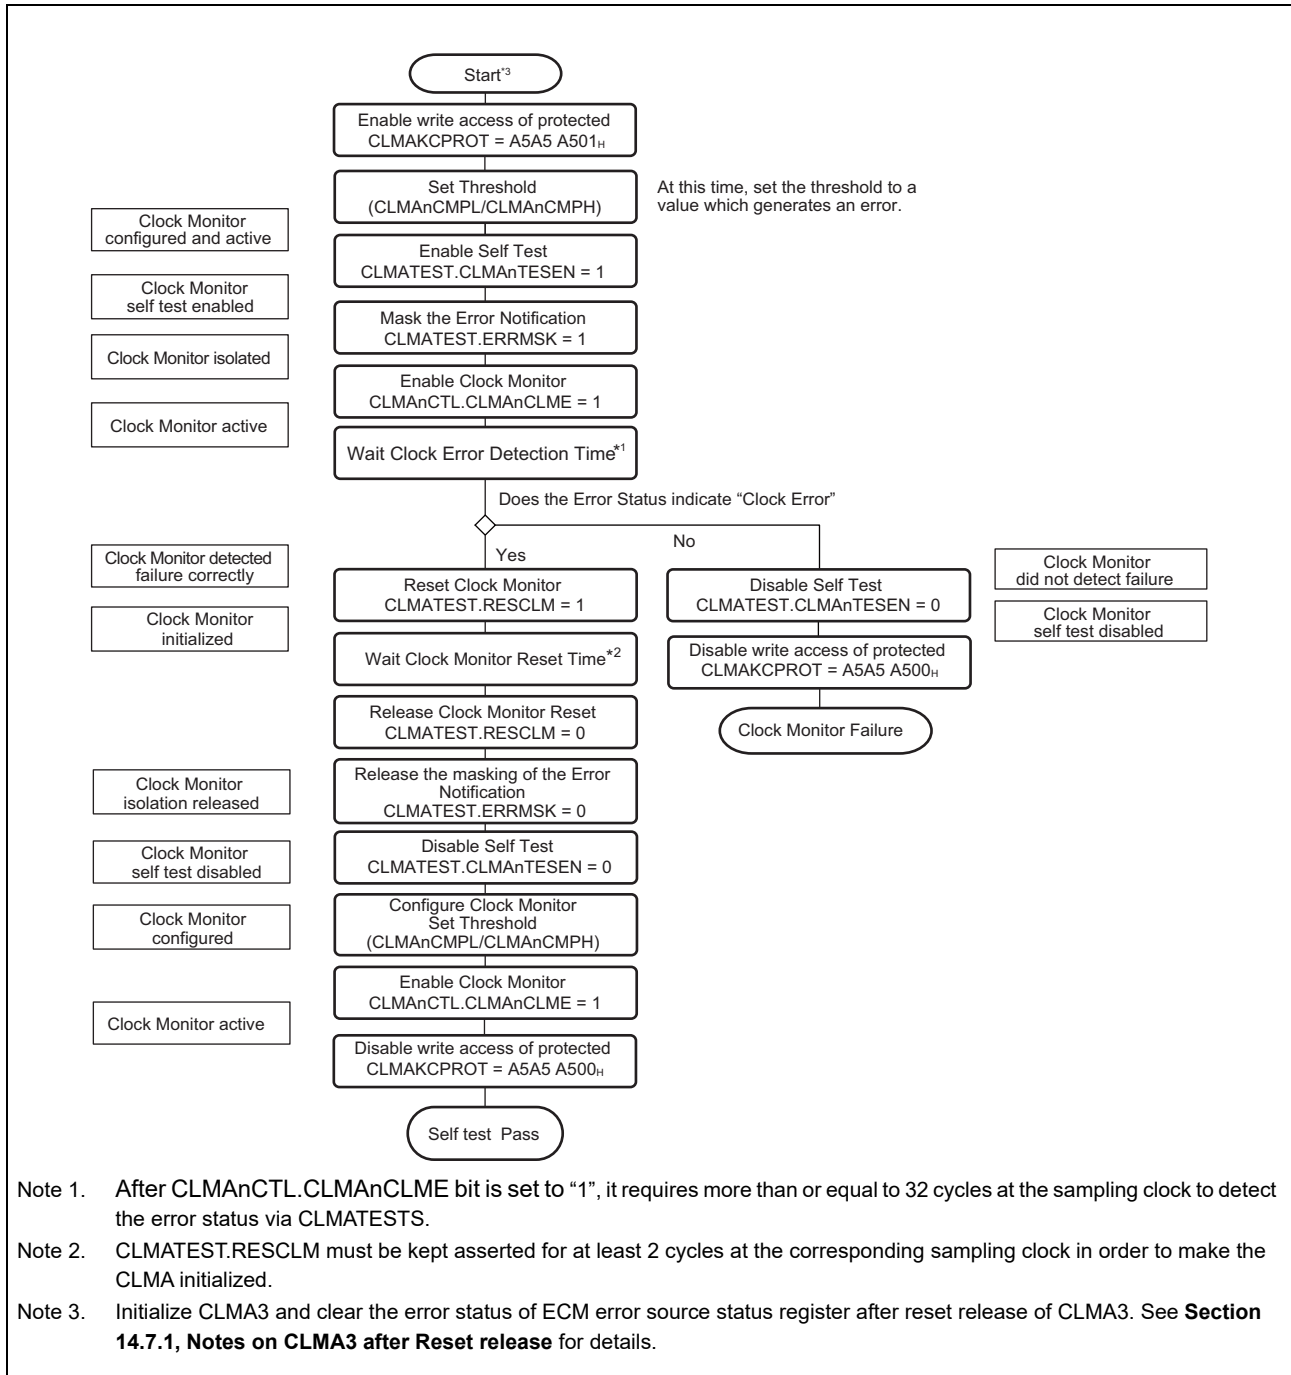 Start*3
Enable write access of protected
CLMAKCPROT = A5A5 A501H
Set Threshold
(CLMAnCMPL/CLMAnCMPH)
At this time, set the threshold to a
value which generates an error.
Clock Monitor
configured and active
Enable Self Test
CLMATEST.CLMAnTESEN = 1
Clock Monitor
self test enabled
Mask the Error Notification
CLMATEST.ERRMSK = 1
Clock Monitor isolated
Enable Clock Monitor
CLMAnCTL.CLMAnCLME = 1
Clock Monitor active
Wait Clock Error Detection Time*1
Does the Error Status indicate “Clock Error”
No
Yes
Clock Monitor detected
failure correctly
Reset Clock Monitor
CLMATEST.RESCLM = 1
Disable Self Test
CLMATEST.CLMAnTESEN = 0
Clock Monitor
did not detect failure
Clock Monitor
initialized
Clock Monitor
self test disabled
Wait Clock Monitor Reset Time*2
Disable write access of protected
CLMAKCPROT = A5A5 A500H
Release Clock Monitor Reset
CLMATEST.RESCLM = 0
Clock Monitor Failure
Clock Monitor
isolation released
Release the masking of the Error
Notification
CLMATEST.ERRMSK = 0
Clock Monitor
self test disabled
Disable Self Test
CLMATEST.CLMAnTESEN = 0
Clock Monitor
configured
Configure Clock Monitor
Set Threshold
(CLMAnCMPL/CLMAnCMPH)
Enable Clock Monitor
CLMAnCTL.CLMAnCLME = 1
Clock Monitor active
Disable write access of protected
CLMAKCPROT = A5A5 A500H
Self test Pass
Note 1. After CLMAnCTL.CLMAnCLME bit is set to “1”, it requires more than or equal to 32 cycles at the sampling clock to detect
the error status via CLMATESTS.
Note 2. CLMATEST.RESCLM must be kept asserted for at least 2 cycles at the corresponding sampling clock in order to make the
CLMA initialized.
Note 3. Initialize CLMA3 and clear the error status of ECM error source status register after reset release of CLMA3. See Section
14.7.1, Notes on CLMA3 after Reset release for details.